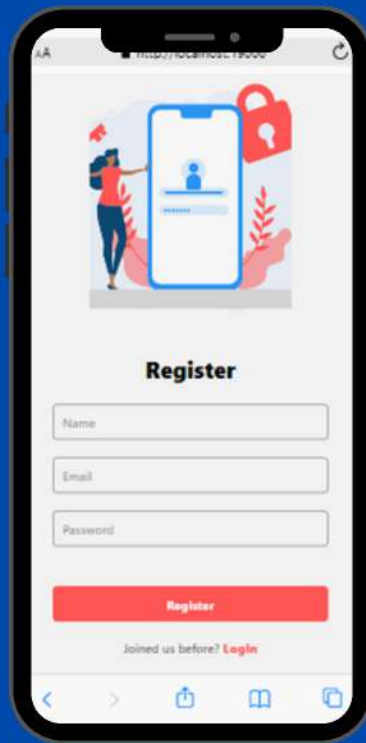 AA
Register
Name
Email
Password
Register
Joined us before? Login